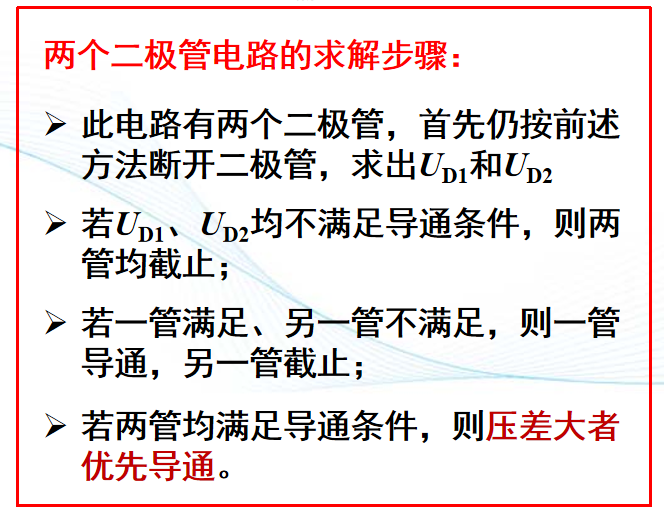 两个二极管电路的求解步骤：
➢ 此电路有两个二极管，首先仍按前述
方法断开二极管，求出UD1和UD2
➢ 若UD1、UD2均不满足导通条件，则两
管均截止；
➢ 若一管满足、另一管不满足，则一管
导通，另一管截止；
➢ 若两管均满足导通条件，则压差大者
优先导通。